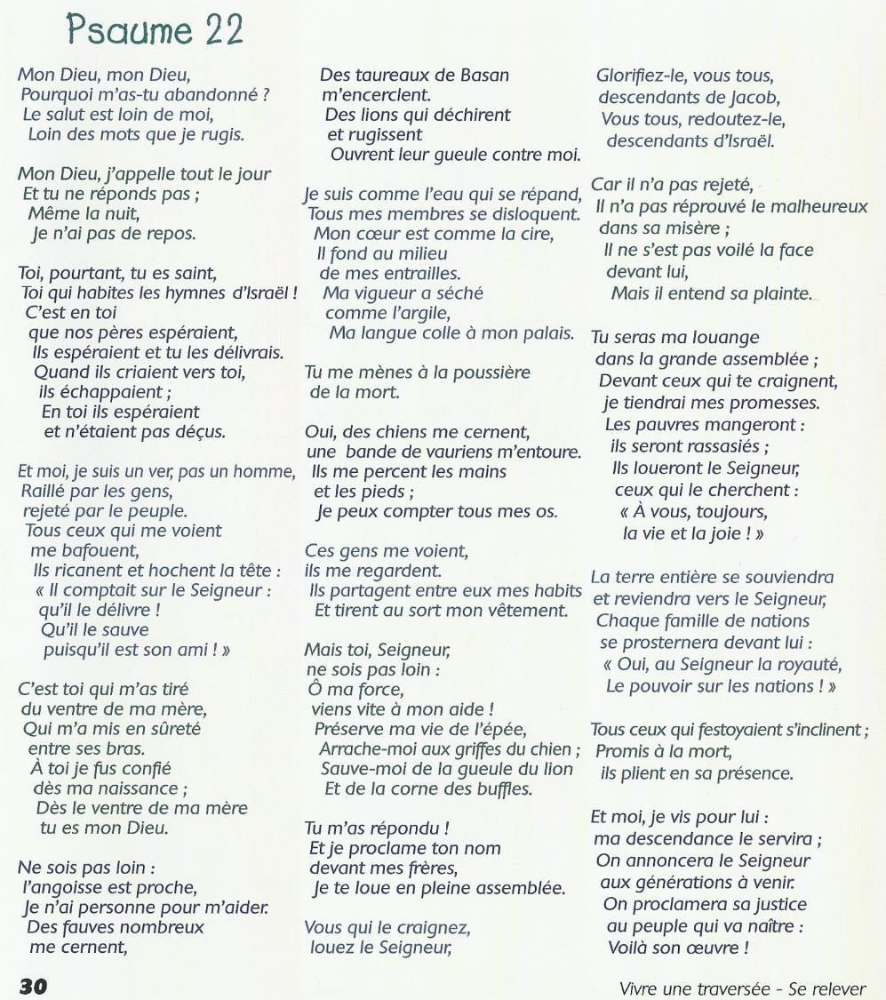 Psaume 22
Mon Dieu, mon Dieu,
Pourquoi m'as-tu abandonné ?
Le salut est loin de moi,
Loin des mots que je rugis.
Mon Dieu, j'appelle tout le jour
Et tu ne réponds pas ;
Même la nuit,
Je n'ai pas de repos.
Toi, pourtant, tu es saint,
Toi qui habites les hymnes d'Israël !
C'est en toi
que nos pères espéraient,
Ils espéraient et tu les délivrais.
Quand ils criaient vers toi,
ils échappaient ;
En toi ils espéraient
et n'étaient pas déçus.
Et moi, je suis un ver, pas un homme,
Raillé par les gens,
rejeté par le peuple.
Tous ceux qui me voient
me bafouent,
Ils ricanent et hochent la tête :
« Il comptait sur le Seigneur :
qu'il le délivre !
Qu'il le sauve
puisqu'il est son ami ! »
C'est toi qui m'as tiré
du ventre de ma mère,
Qui m'a mis en sûreté
entre ses bras.
À toi je fus confié
dès ma naissance ;
Dès le ventre de ma mère
tu es mon Dieu.
Ne sois pas loin :
l'angoisse est proche,
Je n'ai personne pour m'aider.
Des fauves nombreux
me cernent,
Des taureaux de Basan
m'encerclent.
Des lions qui déchirent
et rugissent
Ouvrent leur gueule contre moi.
Je suis comme l'eau qui se répand,
Tous mes membres se disloquent.
Mon cœur est comme la cire,
Il fond au milieu
de mes entrailles.
Ma vigueur a séché
comme l'argile,
Ma langue colle à mon palais.
Tu me mènes à la poussière
de la mort.
Oui, des chiens me cernent,
une bande de vauriens m'entoure.
Ils me percent les mains
et les pieds ;
Je peux compter tous mes os.
Ces gens me voient,
ils me regardent.
Ils partagent entre eux mes habits
Et tirent au sort mon vêtement.
Mais toi, Seigneur,
ne sois pas loin :
Ô ma force,
viens vite à mon aide !
Préserve ma vie de l'épée,
Arrache-moi aux griffes du chien ;
Sauve-moi de la gueule du lion
Et de la corne des buffles.
Tu m'as répondu !
Et je proclame ton nom
devant mes frères,
Je te loue en pleine assemblée.
Vous qui le craignez,
louez le Seigneur,
Glorifiez-le, vous tous,
descendants de Jacob,
Vous tous, redoutez-le,
descendants d'Israël.
Car il n'a pas rejeté,
Il n'a pas réprouvé le malheureux
dans sa misère ;
Il ne s'est pas voilé la face
devant lui,
Mais il entend sa plainte.
Tu seras ma louange
dans la grande assemblée ;
Devant ceux qui te craignent,
je tiendrai mes promesses.
Les pauvres mangeront :
ils seront rassasiés ;
Ils loueront le Seigneur,
ceux qui le cherchent :
« À vous, toujours,
la vie et la joie ! »
La terre entière se souviendra
et reviendra vers le Seigneur,
Chaque famille de nations
se prosternera devant lui :
« Oui, au Seigneur la royauté,
Le pouvoir sur les nations ! »
Tous ceux qui festoyaient s'inclinent ;
Promis à la mort,
ils plient en sa présence.
Et moi, je vis pour lui :
ma descendance le servira ;
On annoncera le Seigneur
aux générations à venir.
On proclamera sa justice
au peuple qui va naître :
Voilà son œuvre !
30
Vivre une traversée - Se relever